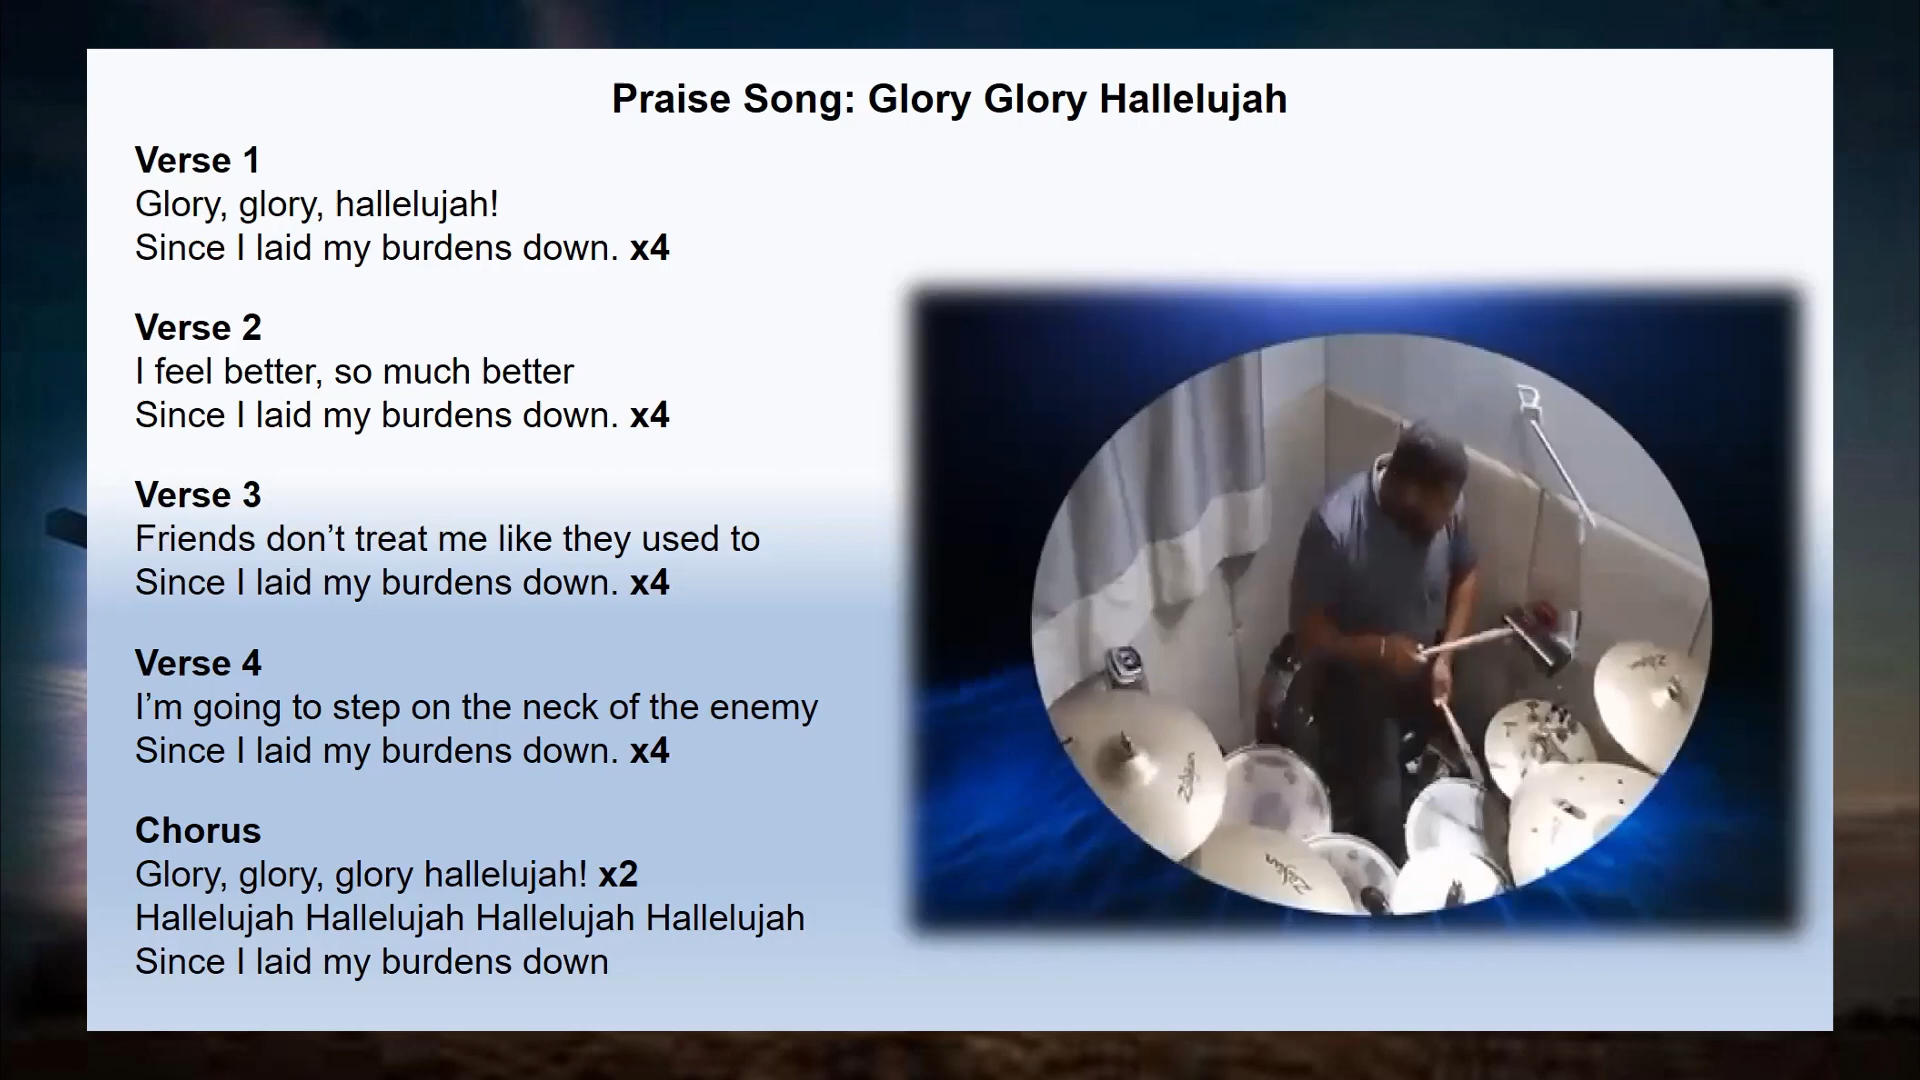 Praise Song: Glory Glory Hallelujah
Verse 1
Glory, glory, hallelujah!
Since I laid my burdens down. x4
Verse 2
I feel better, so much better
Since I laid my burdens down. x4
Verse 3
Friends don’t treat me like they used to
Since I laid my burdens down. x4
Verse 4
I’m going to step on the neck of the enemy
Since I laid my burdens down. x4
Chorus
Glory, glory, glory hallelujah! x2
Hallelujah Hallelujah Hallelujah Hallelujah
Since I laid my burdens down
Zildjian
Zildjian
Zildjian